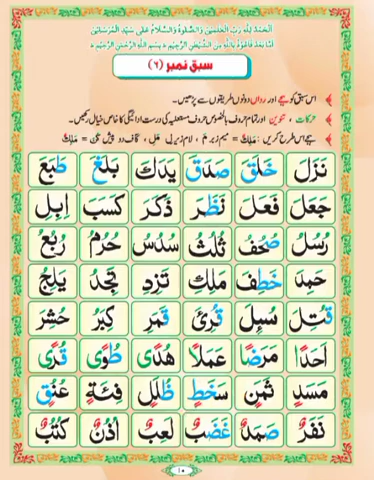 اَلْحَمْدُ لِلّٰهِ رَبِّ الْعٰلَمِيْنَ وَالصَّلٰوةُ وَالسَّلَامُ عَلٰى سَيِّدِ الْمُرْسَلِيْنَ
اَمَّا بَعْدُ فَاَعُوْذُ بِاللّٰهِ مِنَ الشَّيْطٰنِ الرَّجِيْمِ ط بِسْمِ اللّٰهِ الرَّحْمٰنِ الرَّحِيْمِ ط
سبق نمبر (٦)
اس سبق کو ہجے اور رواں دونوں طریقوں سے پڑھیں۔
حرکات، تنوین اور تمام حروف بالخصوص حروف مستعلیہ کی درست ادائیگی کا خاص خیال رکھیں۔
ہجے اس طرح کریں : مَلِكٌ = میم زبر مَ ، لام زیر لِ مَلِ ، کاف دو پیش كٌ = مَلِكٌ
نَزَلَ خَلَقَ صَدَقَ يَدَكَ بَلَغَ طَبَعَ
جَعَلَ فَعَلَ نَظَرَ ذَكَرَ كَسَبَ اِبِلِ
رُسُلُ صُحُفِ ثُلُثُ سُدُسُ حُرُمٌ رُبُعُ
حَمِدَ خَطِفَ مَلِكِ تَزِدِ تَجِدُ يَلِجُ
قُتِلَ سُئِلَ قُرِئَ قَمَرِ كِبَرُ حُشِرَ
اَحَدًا مَرَضًا عَمَلًا هُدًى طُوًى قُرًى
مَسَدٍ ثَمَنٍ سَخَطٍ ظُلَلٍ فِئَةٍ عُنُقٍ
نَفَرٌ صَمَدٌ غَضَبٌ لَعِبٌ اُذُنٌ كُتُبٌ
١٠